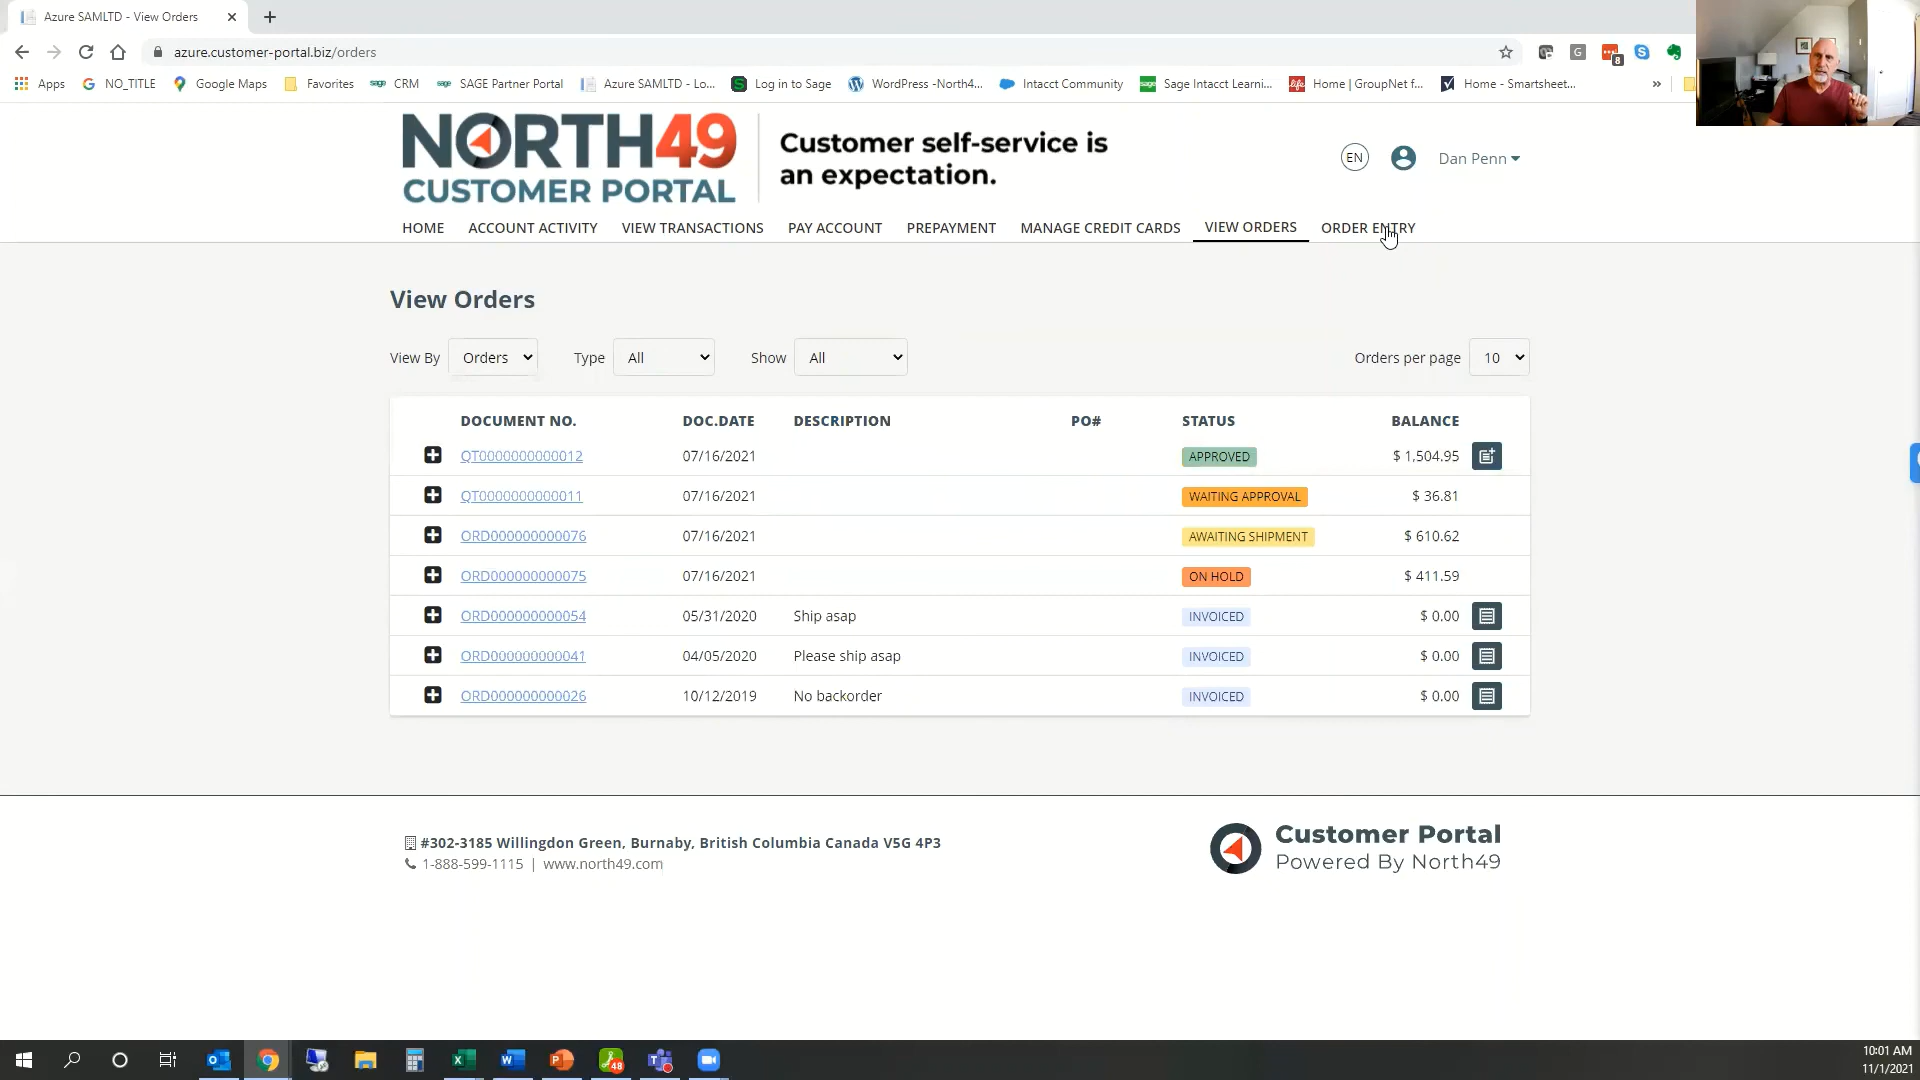 Azure SAMLTD - View Orders
azure.customer-portal.biz/orders
8
Apps NO_TITLE Google Maps Favorites CRM SAGE Partner Portal Azure SAMLTD - Lo... Log in to Sage WordPress -North4... Intacct Community Sage Intacct Learni... Home | GroupNet f... Home - Smartsheet... »
NORTH49
CUSTOMER PORTAL
Customer self-service is
an expectation.
EN Dan Penn
HOME ACCOUNT ACTIVITY VIEW TRANSACTIONS PAY ACCOUNT PREPAYMENT MANAGE CREDIT CARDS VIEW ORDERS ORDER ENTRY
View Orders
View By Orders Type All Show All Orders per page 10
DOCUMENT NO. DOC.DATE DESCRIPTION PO# STATUS BALANCE
QT0000000000012 07/16/2021 APPROVED $ 1,504.95
QT0000000000011 07/16/2021 WAITING APPROVAL $ 36.81
ORD000000000076 07/16/2021 AWAITING SHIPMENT $ 610.62
ORD000000000075 07/16/2021 ON HOLD $ 411.59
ORD000000000054 05/31/2020 Ship asap INVOICED $ 0.00
ORD000000000041 04/05/2020 Please ship asap INVOICED $ 0.00
ORD000000000026 10/12/2019 No backorder INVOICED $ 0.00
#302-3185 Willingdon Green, Burnaby, British Columbia Canada V5G 4P3
1-888-599-1115 | www.north49.com
Customer Portal
Powered By North49
48
10:01 AM
11/1/2021